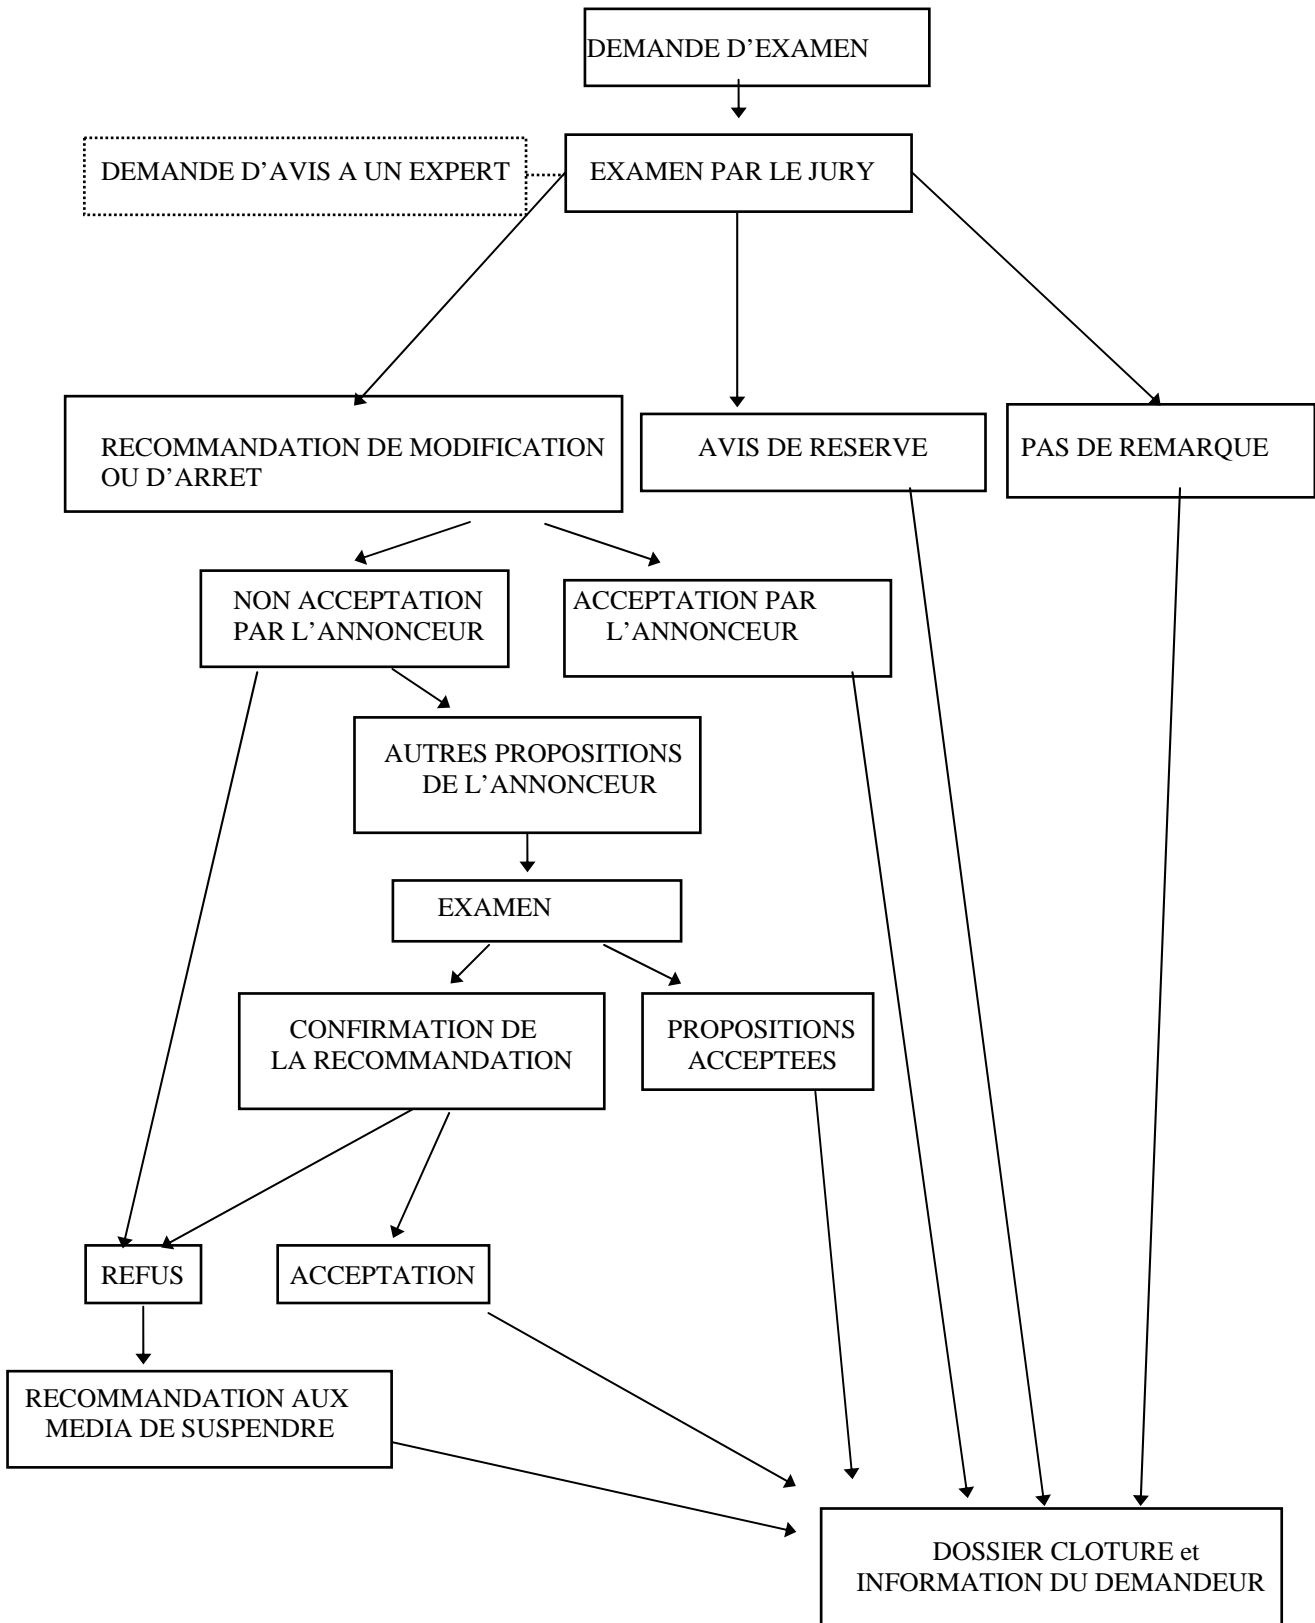 DEMANDE D’EXAMEN
DEMANDE D’AVIS A UN EXPERT
EXAMEN PAR LE JURY
RECOMMANDATION DE MODIFICATION
OU D’ARRET
AVIS DE RESERVE
PAS DE REMARQUE
NON ACCEPTATION
PAR L’ANNONCEUR
ACCEPTATION PAR
L’ANNONCEUR
AUTRES PROPOSITIONS
DE L’ANNONCEUR
EXAMEN
CONFIRMATION DE
LA RECOMMANDATION
PROPOSITIONS
ACCEPTEES
REFUS
ACCEPTATION
RECOMMANDATION AUX
MEDIA DE SUSPENDRE
DOSSIER CLOTURE et
INFORMATION DU DEMANDEUR